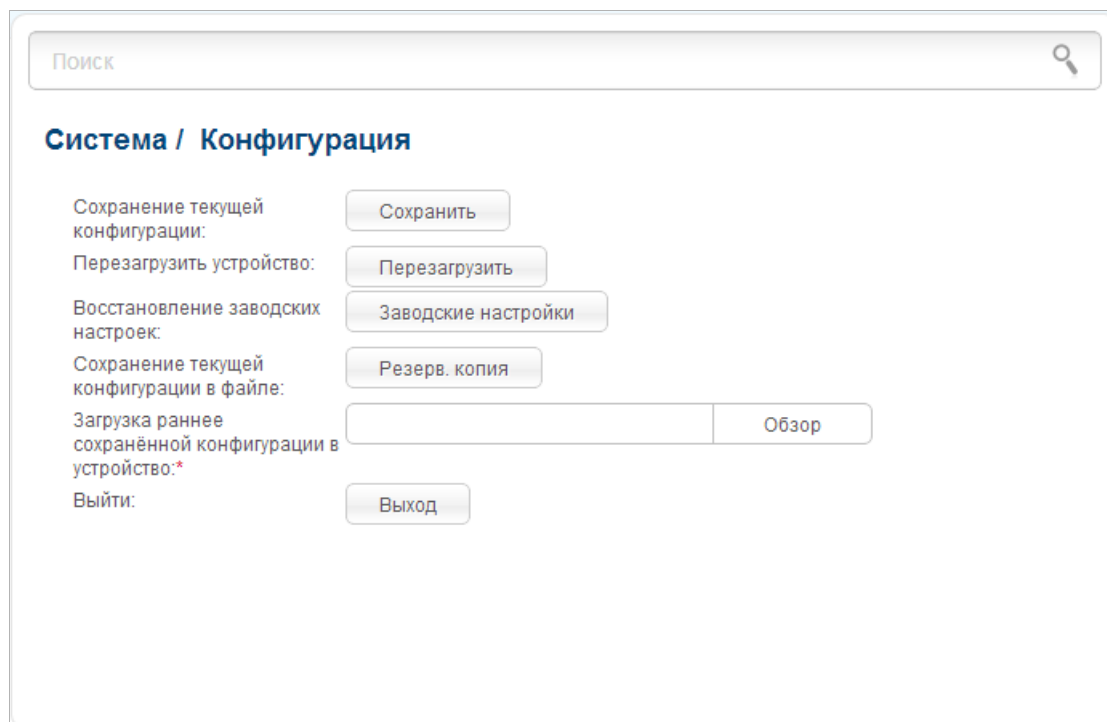 Поиск
Система / Конфигурация
Сохранение текущей
конфигурации:
Сохранить
Перезагрузить устройство:
Перезагрузить
Восстановление заводских
настроек:
Заводские настройки
Сохранение текущей
конфигурации в файле:
Резерв. копия
Загрузка раннее
сохранённой конфигурации в
устройство:*
Обзор
Выйти:
Выход